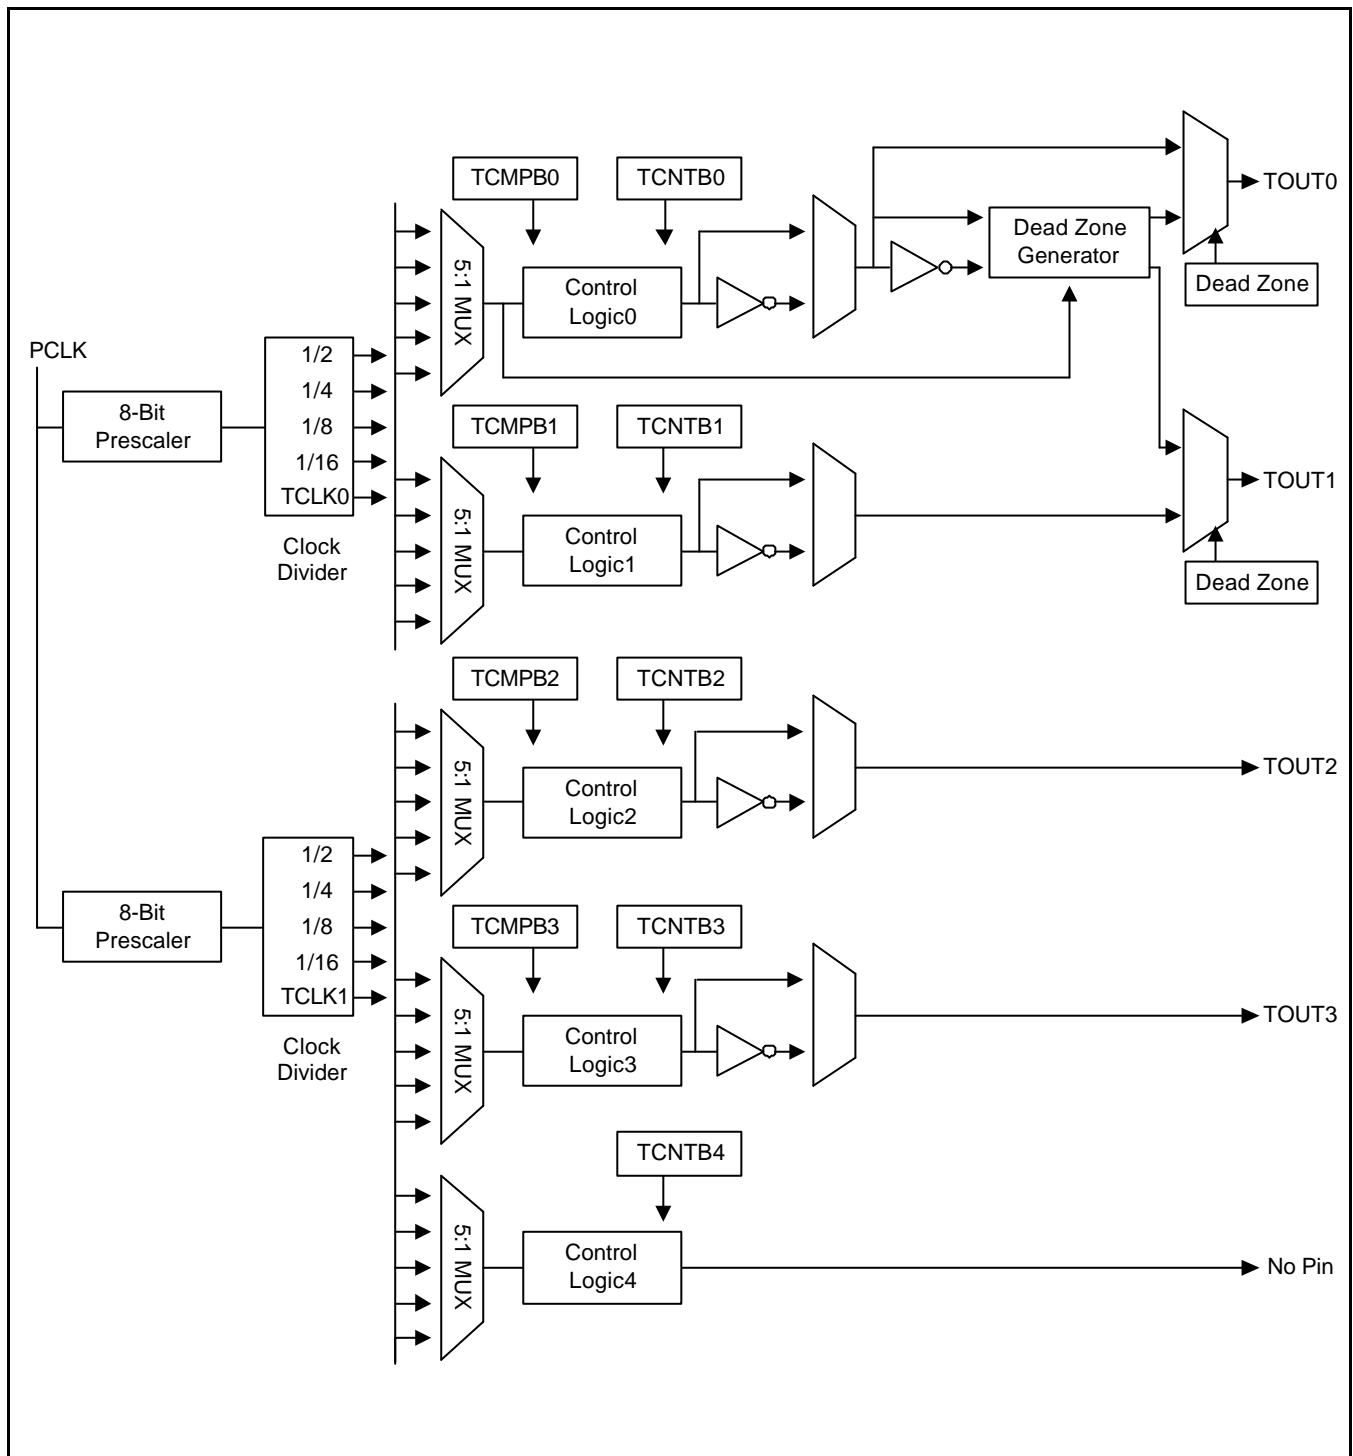 TCMPB0
TCNTB0
5:1 MUX
Control
Logic0
Dead Zone
Generator
TOUT0
Dead Zone
PCLK
8-Bit
Prescaler
1/2
1/4
1/8
1/16
TCLK0
Clock
Divider
TCMPB1
TCNTB1
5:1 MUX
Control
Logic1
TOUT1
Dead Zone
TCMPB2
TCNTB2
5:1 MUX
Control
Logic2
TOUT2
8-Bit
Prescaler
1/2
1/4
1/8
1/16
TCLK1
Clock
Divider
TCMPB3
TCNTB3
5:1 MUX
Control
Logic3
TOUT3
TCNTB4
5:1 MUX
Control
Logic4
No Pin